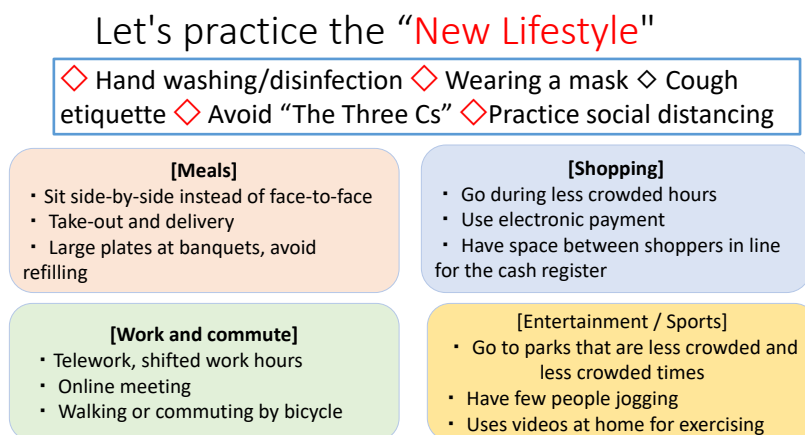 Let's practice the “New Lifestyle"
◇ Hand washing/disinfection ◇ Wearing a mask ◇ Cough
etiquette ◇ Avoid “The Three Cs” ◇Practice social distancing
[Meals]
・Sit side-by-side instead of face-to-face
・Take-out and delivery
・Large plates at banquets, avoid
refilling
[Shopping]
・Go during less crowded hours
・Use electronic payment
・Have space between shoppers in line
for the cash register
[Work and commute]
・Telework, shifted work hours
・Online meeting
・Walking or commuting by bicycle
[Entertainment / Sports]
・Go to parks that are less crowded and
less crowded times
・Have few people jogging
・Uses videos at home for exercising